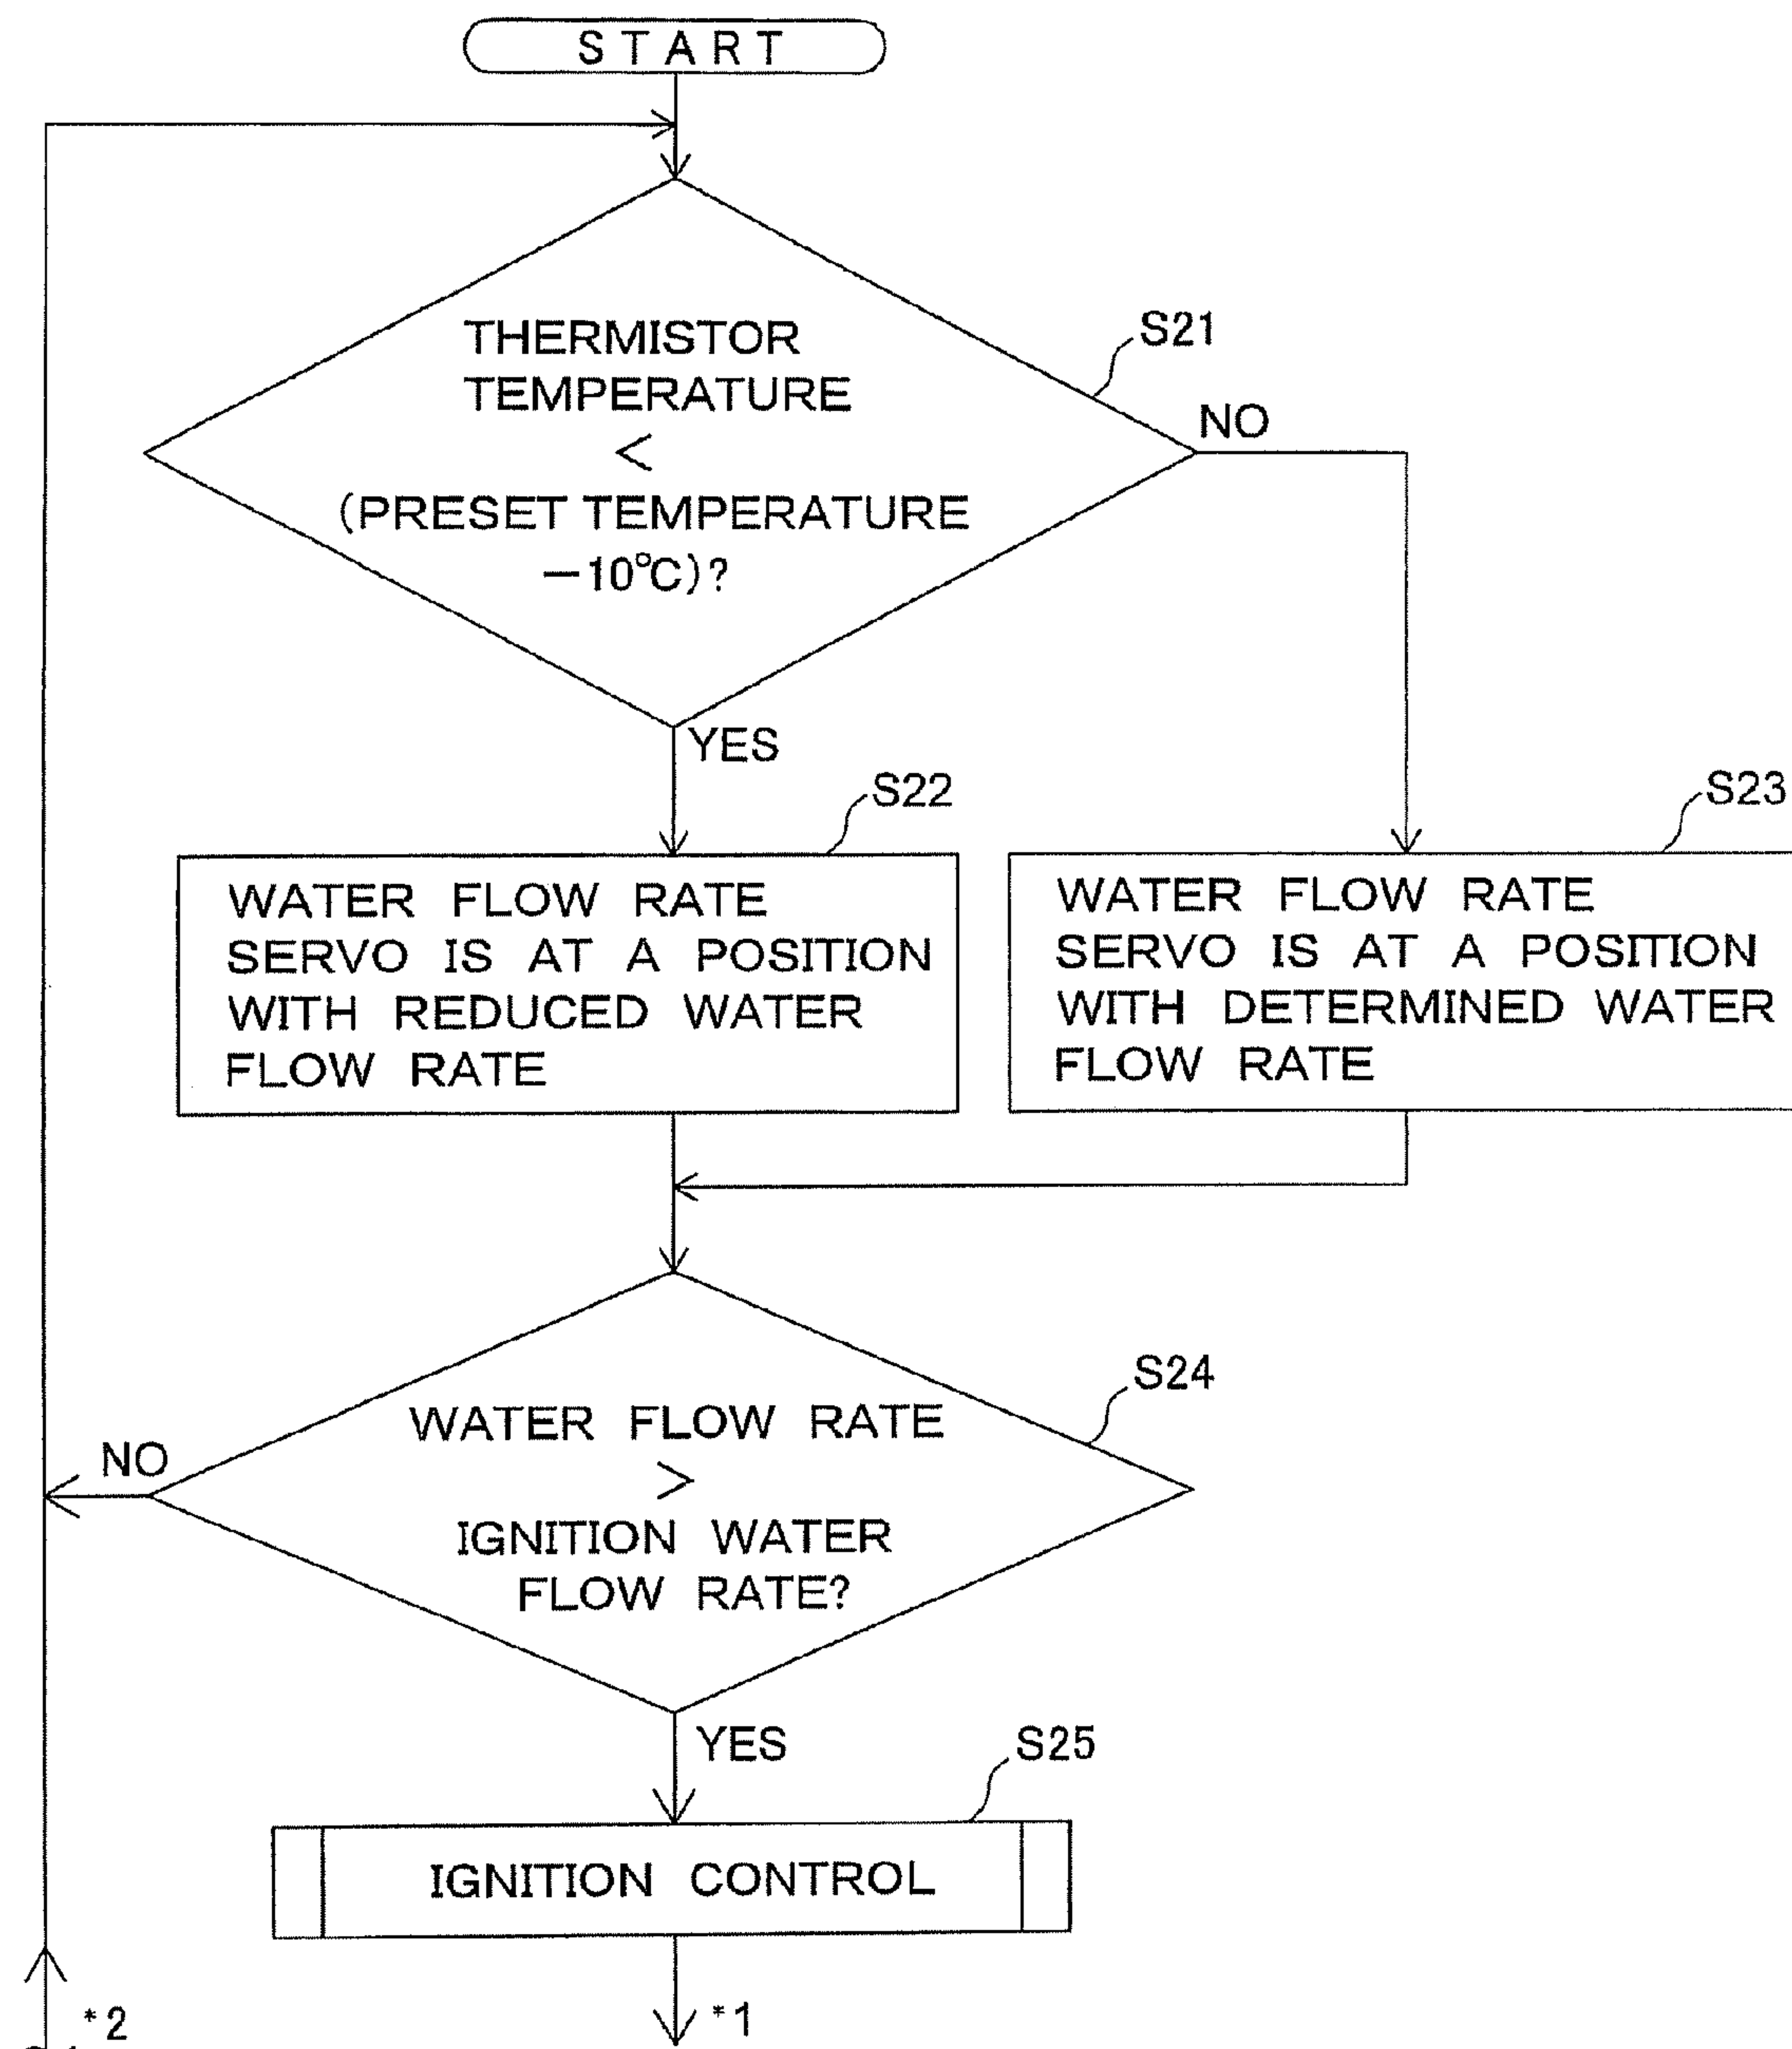 START
THERMISTOR
TEMPERATURE
<
(PRESET TEMPERATURE
−10°C)?
S21
NO
YES
S22
S23
WATER FLOW RATE
SERVO IS AT A POSITION
WITH REDUCED WATER
FLOW RATE
WATER FLOW RATE
SERVO IS AT A POSITION
WITH DETERMINED WATER
FLOW RATE
S24
WATER FLOW RATE
>
IGNITION WATER
FLOW RATE?
NO
YES
S25
IGNITION CONTROL
*2
*1